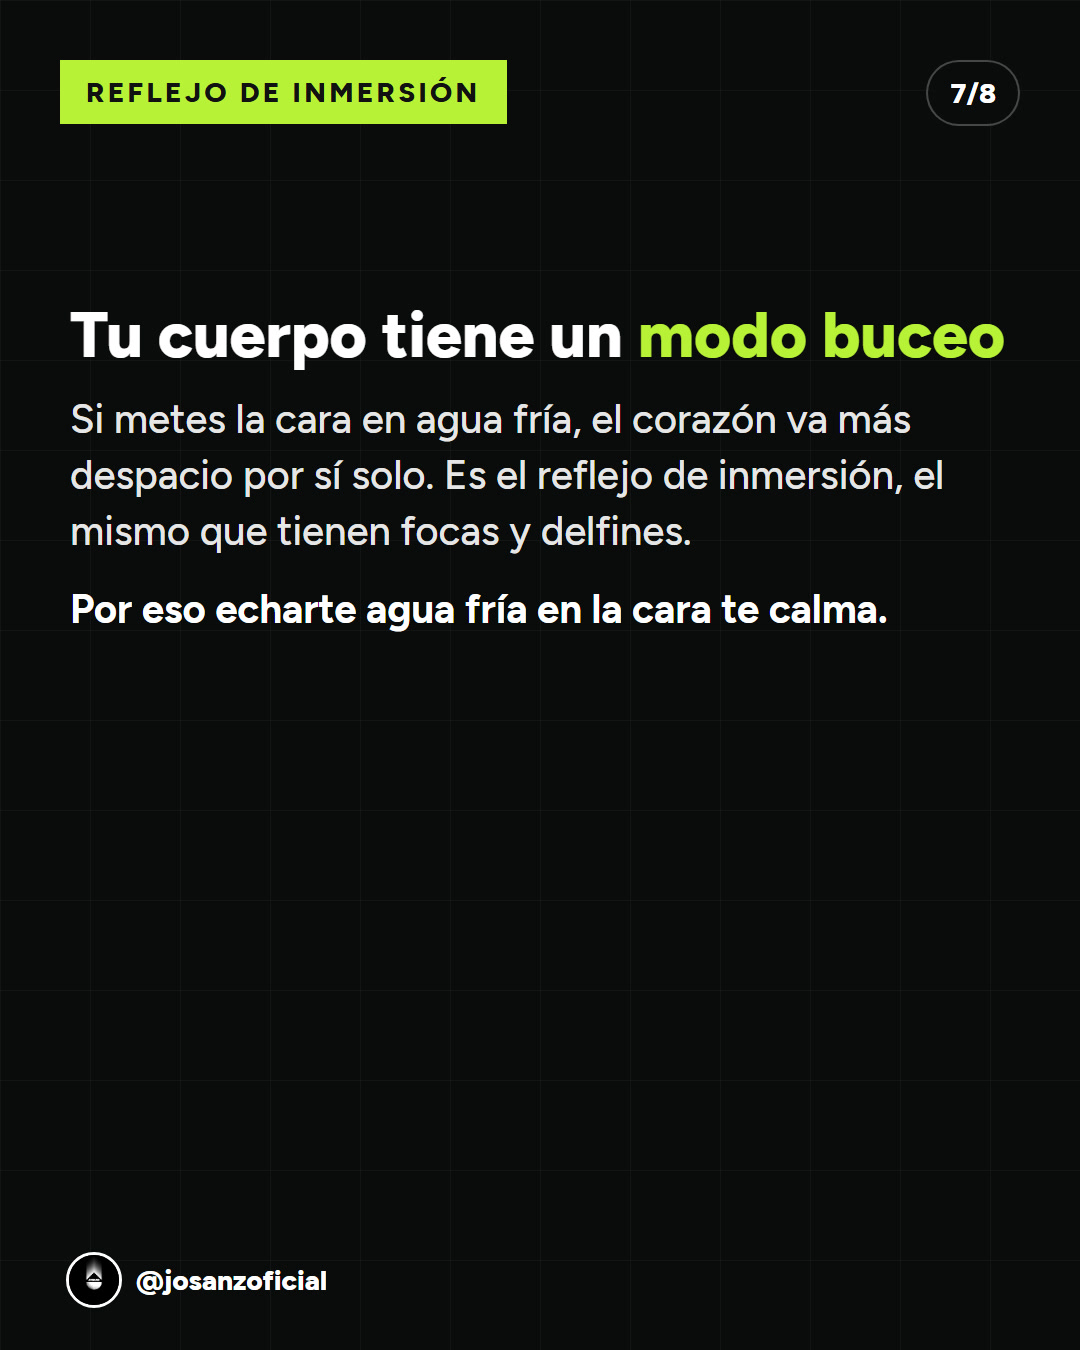 REFLEJO DE INMERSIÓN
7/8
Tu cuerpo tiene un modo buceo
Si metes la cara en agua fría, el corazón va más
despacio por sí solo. Es el reflejo de inmersión, el
mismo que tienen focas y delfines.
Por eso echarte agua fría en la cara te calma.
@josanzoficial